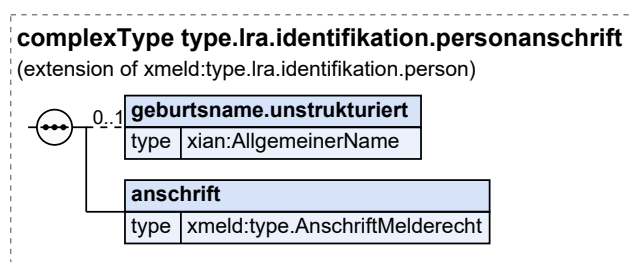 complexType type.lra.identifikation.personanschrift
(extension of xmeld:type.lra.identifikation.person)
0..1
geburtsname.unstrukturiert
type xian:AllgemeinerName
anschrift
type xmeld:type.AnschriftMelderecht